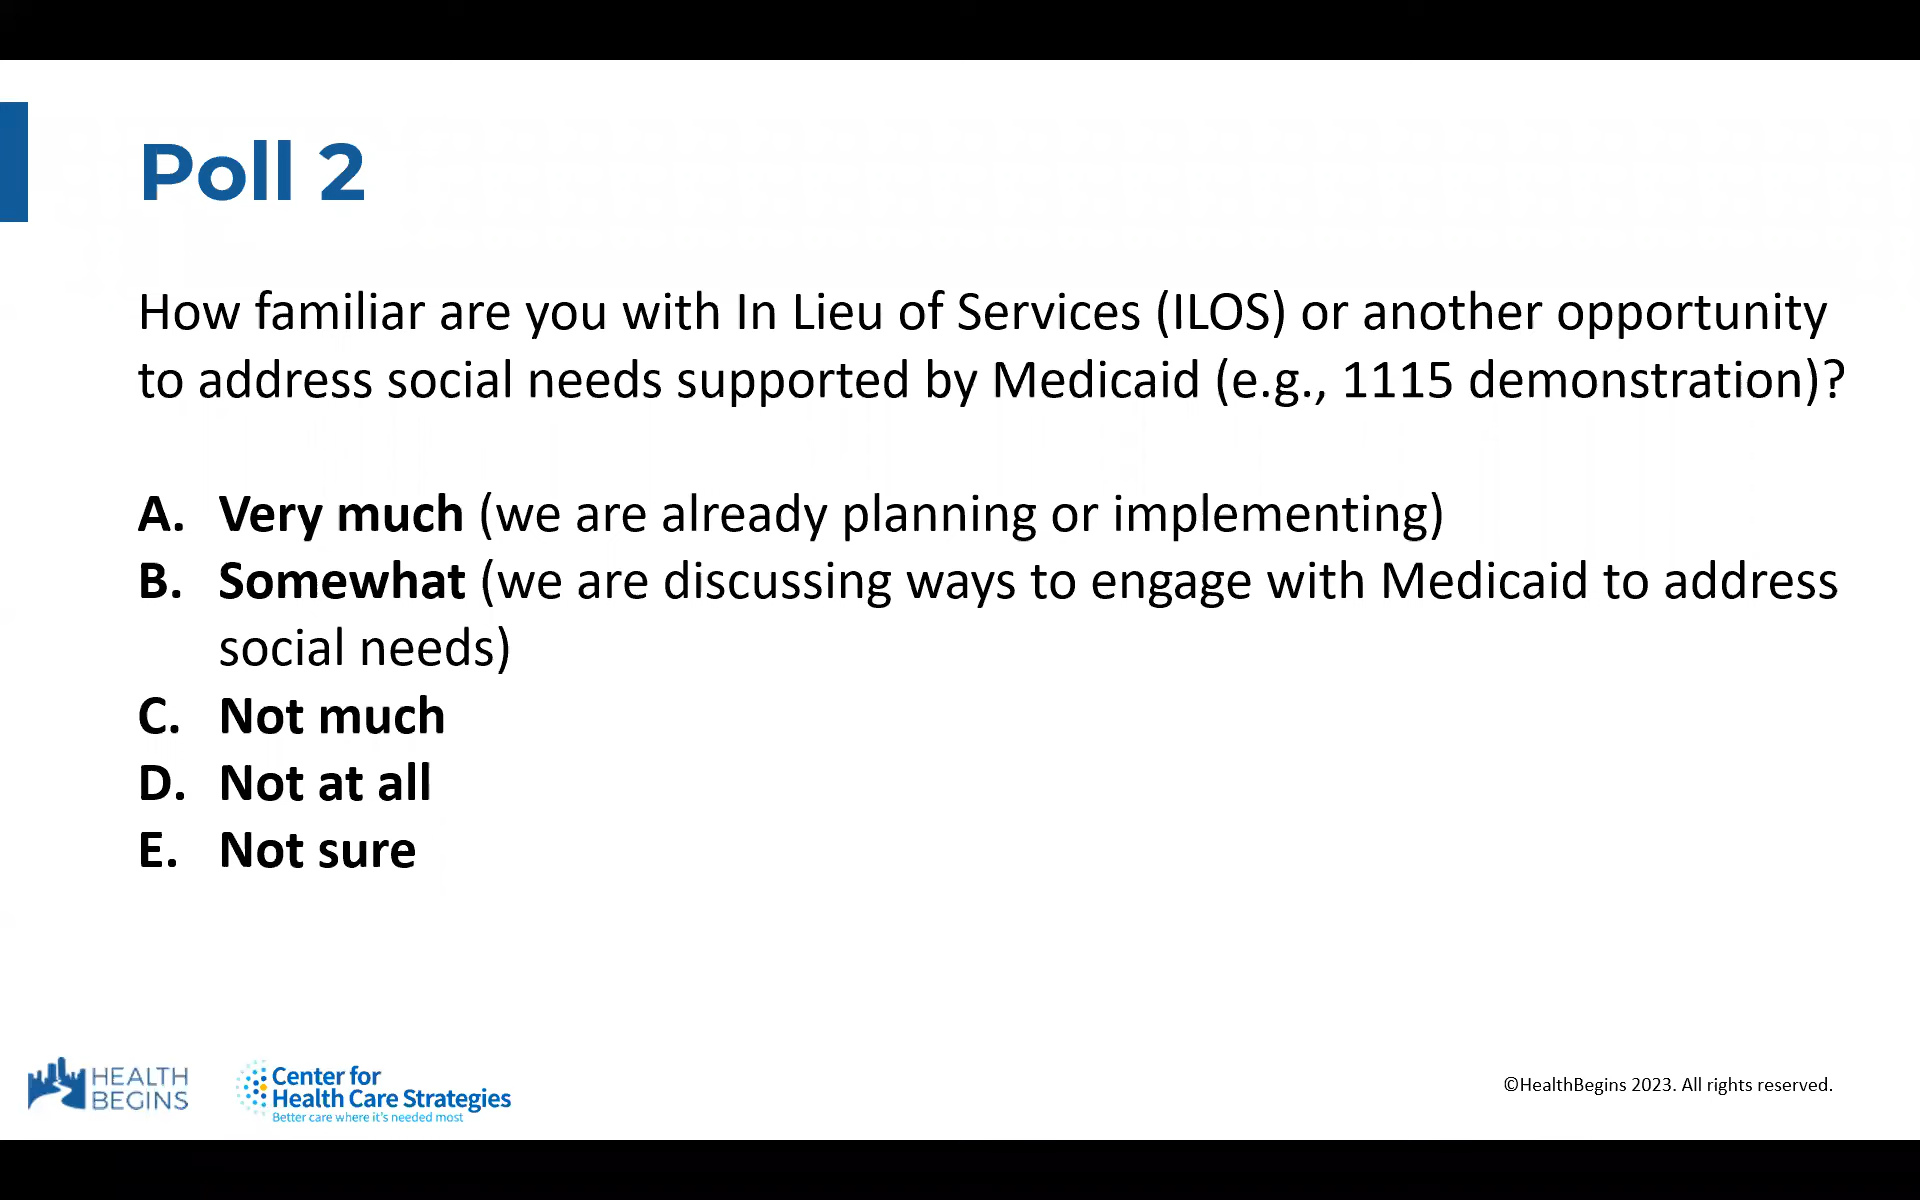 Poll 2
How familiar are you with In Lieu of Services (ILOS) or another opportunity
to address social needs supported by Medicaid (e.g., 1115 demonstration)?
A. Very much (we are already planning or implementing)
B. Somewhat (we are discussing ways to engage with Medicaid to address
social needs)
C. Not much
D. Not at all
E. Not sure
HEALTH
BEGINS
Center for
Health Care Strategies
Better care where it's needed most
©HealthBegins 2023. All rights reserved.